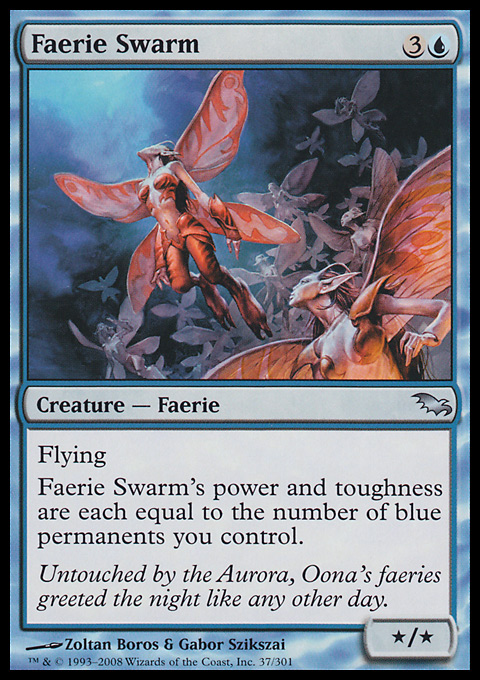 Faerie Swarm 3
Creature — Faerie
Flying
Faerie Swarm's power and toughness
are each equal to the number of blue
permanents you control.
Untouched by the Aurora, Oona's faeries
greeted the night like any other day.
Zoltan Boros & Gabor Szikszai
★/★
™ & © 1993–2008 Wizards of the Coast, Inc. 37/301